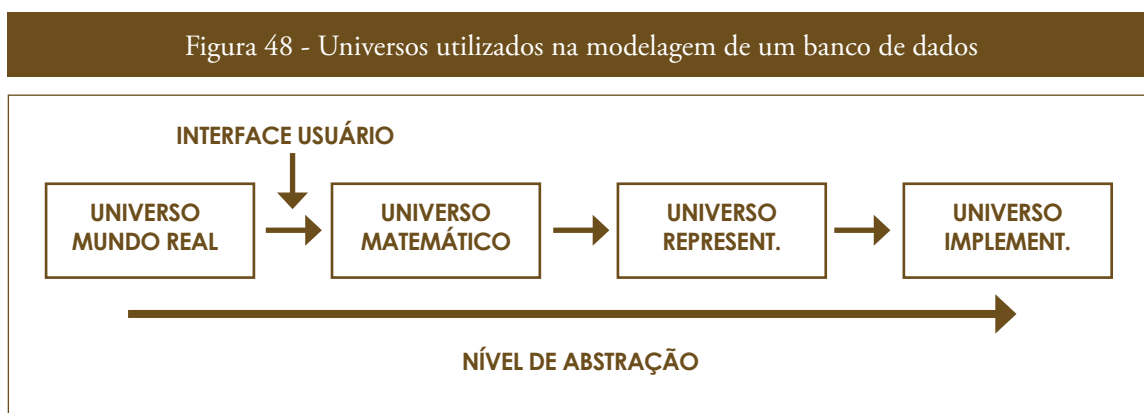 Figura 48 - Universos utilizados na modelagem de um banco de dados
INTERFACE USUÁRIO
UNIVERSO
MUNDO REAL
UNIVERSO
MATEMÁTICO
UNIVERSO
REPRESENT.
UNIVERSO
IMPLEMENT.
NÍVEL DE ABSTRAÇÃO